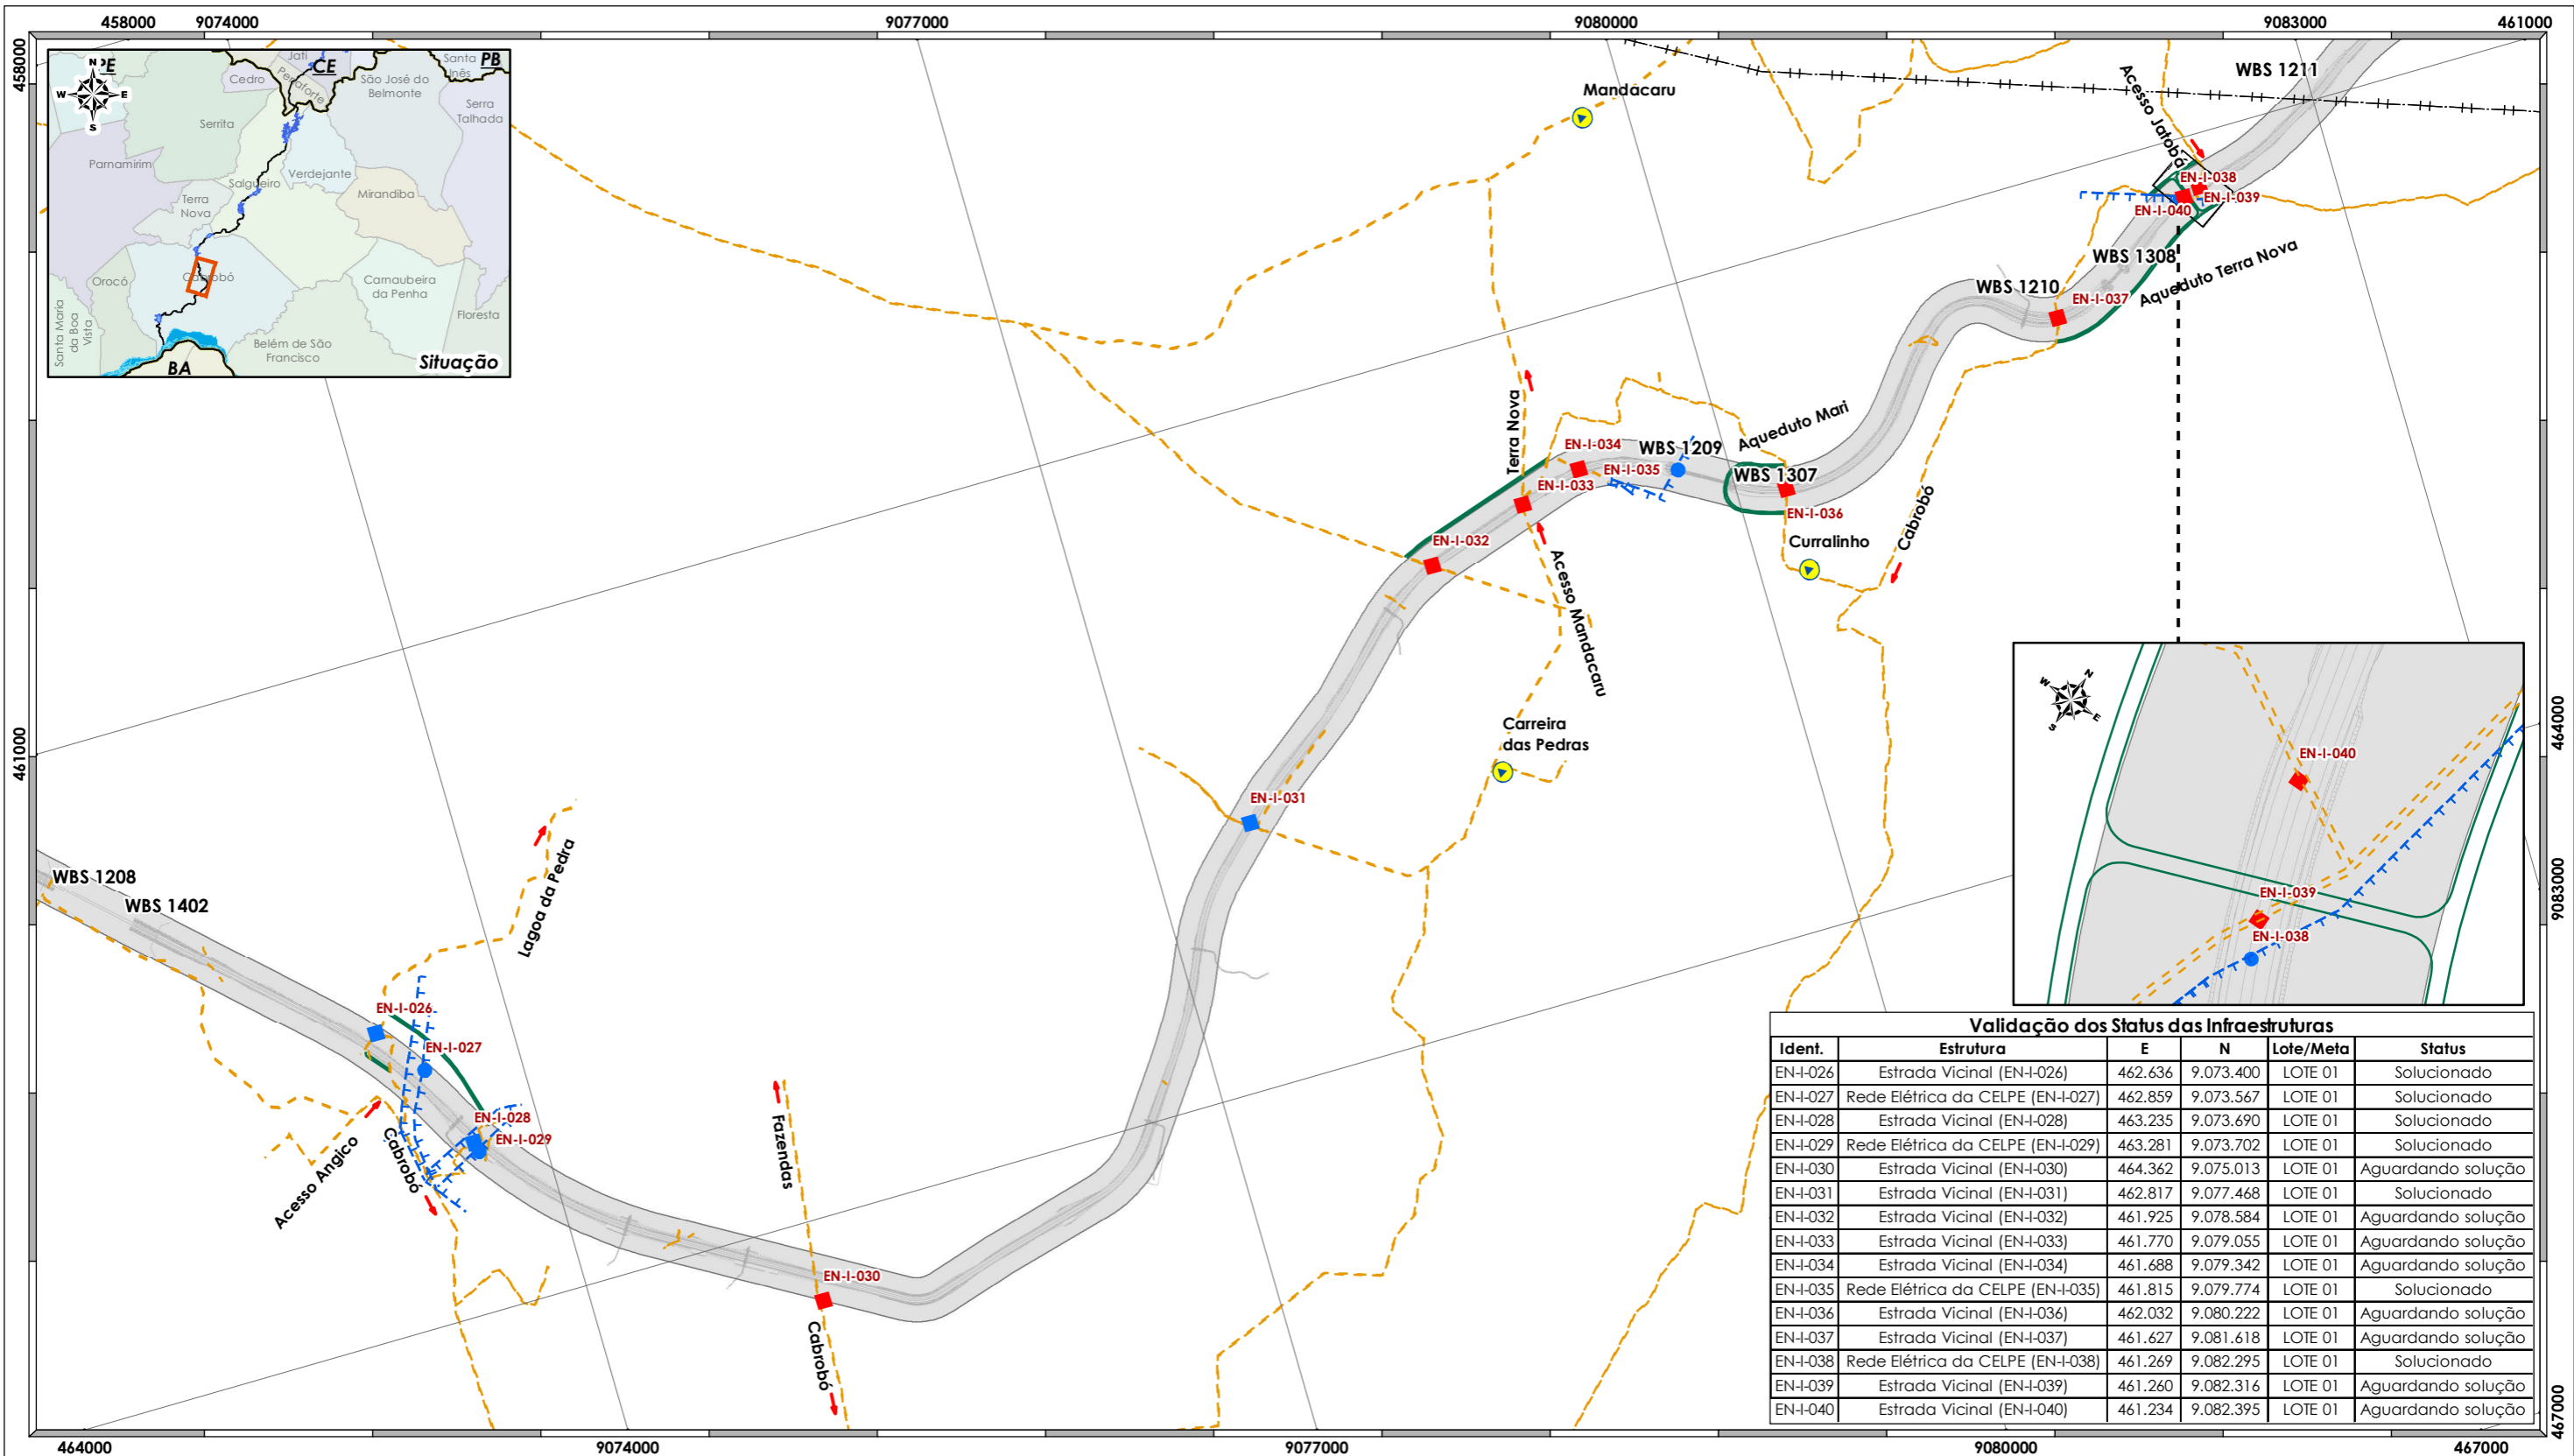 458000
9074000
9077000
9080000
9083000
461000
458000
461000
464000
9083000
467000
464000
9074000
9077000
9080000
467000
N
W
E
S
PE
CE
PB
Jati
Penaforte
Cedro
Santa
Inês
São José do
Belmonte
Serra
Talhada
Serrita
Parnamirim
Salgueiro
Verdejante
Mirandiba
Terra
Nova
Orocó
Cabrobó
Carnaubeira
da Penha
Floresta
Santa Maria
da Boa
Vista
Belém de São
Francisco
BA
Situação
Mandacaru
WBS 1211
Acesso Jatobá
EN-I-038
EN-I-039
EN-I-040
WBS 1308
Aqueduto Terra Nova
WBS 1210
EN-I-037
Terra Nova
EN-I-034
WBS 1209
Aqueduto Mari
EN-I-035
WBS 1307
EN-I-033
EN-I-036
Cabrobó
EN-I-032
Curralinho
Acesso Mandacaru
Carreira
das Pedras
EN-I-031
WBS 1208
WBS 1402
Lagoa da Pedra
EN-I-026
EN-I-027
EN-I-028
EN-I-029
Acesso Angico
Cabrobó
Fazendas
EN-I-030
Cabrobó
N
W
E
S
EN-I-040
EN-I-039
EN-I-038
Validação dos Status das Infraestruturas
Ident. Estrutura E N Lote/Meta Status
EN-I-026 Estrada Vicinal (EN-I-026) 462.636 9.073.400 LOTE 01 Solucionado
EN-I-027 Rede Elétrica da CELPE (EN-I-027) 462.859 9.073.567 LOTE 01 Solucionado
EN-I-028 Estrada Vicinal (EN-I-028) 463.235 9.073.690 LOTE 01 Solucionado
EN-I-029 Rede Elétrica da CELPE (EN-I-029) 463.281 9.073.702 LOTE 01 Solucionado
EN-I-030 Estrada Vicinal (EN-I-030) 464.362 9.075.013 LOTE 01 Aguardando solução
EN-I-031 Estrada Vicinal (EN-I-031) 462.817 9.077.468 LOTE 01 Solucionado
EN-I-032 Estrada Vicinal (EN-I-032) 461.925 9.078.584 LOTE 01 Aguardando solução
EN-I-033 Estrada Vicinal (EN-I-033) 461.770 9.079.055 LOTE 01 Aguardando solução
EN-I-034 Estrada Vicinal (EN-I-034) 461.688 9.079.342 LOTE 01 Aguardando solução
EN-I-035 Rede Elétrica da CELPE (EN-I-035) 461.815 9.079.774 LOTE 01 Solucionado
EN-I-036 Estrada Vicinal (EN-I-036) 462.032 9.080.222 LOTE 01 Aguardando solução
EN-I-037 Estrada Vicinal (EN-I-037) 461.627 9.081.618 LOTE 01 Aguardando solução
EN-I-038 Rede Elétrica da CELPE (EN-I-038) 461.269 9.082.295 LOTE 01 Solucionado
EN-I-039 Estrada Vicinal (EN-I-039) 461.260 9.082.316 LOTE 01 Aguardando solução
EN-I-040 Estrada Vicinal (EN-I-040) 461.234 9.082.395 LOTE 01 Aguardando solução